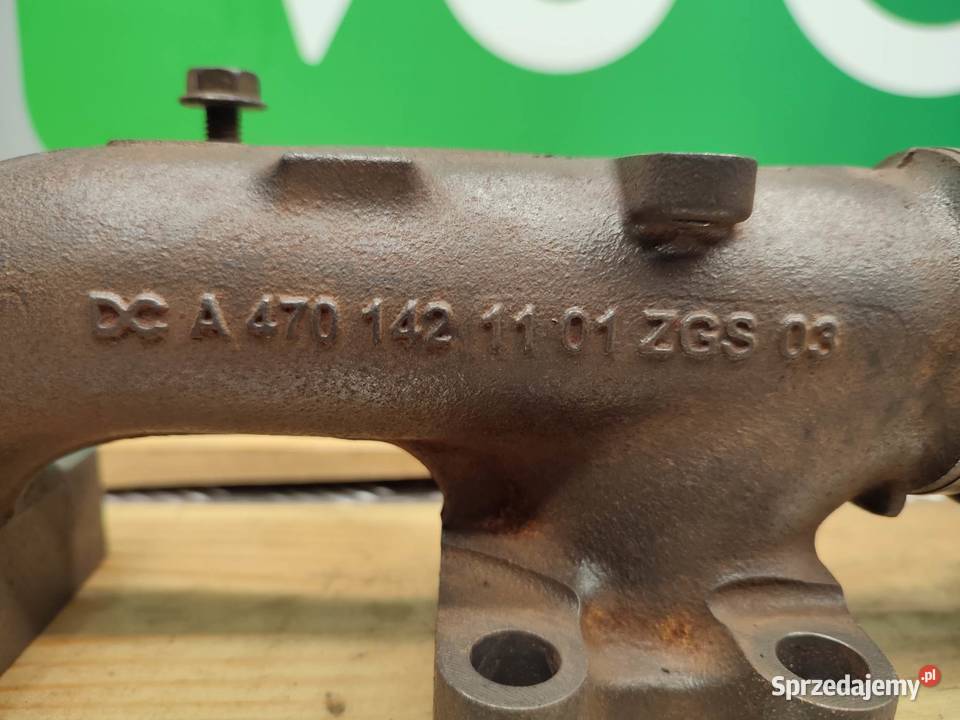 DC A 470 142 11 01 ZGS 03
Sprzedajemy.pl